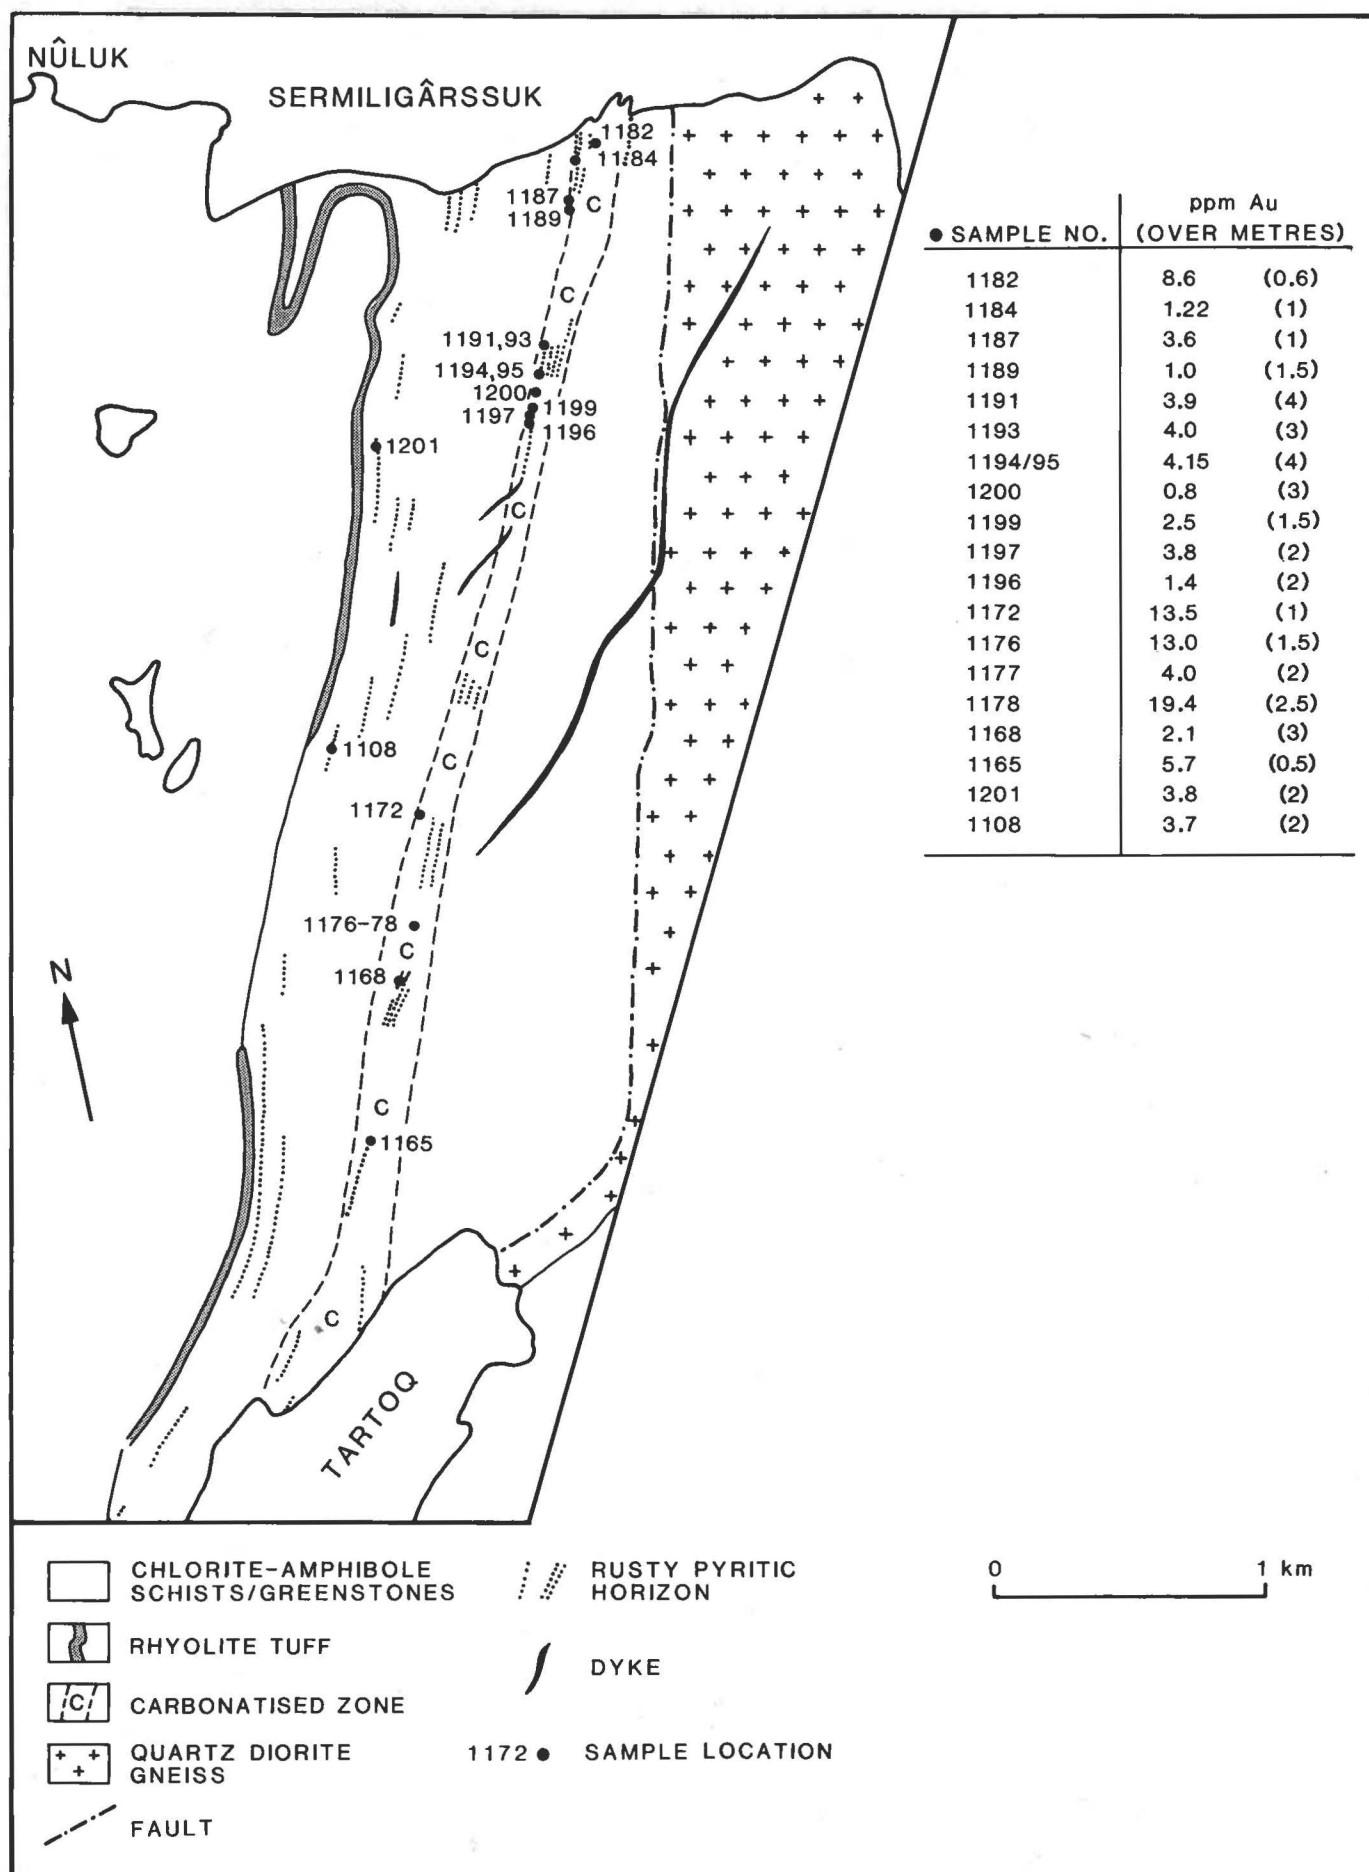 NÛLUK
SERMILIGÂRSSUK
1182
1184
1187
1189
C
C
1191,93
1194,95
1200
1199
1197
1196
1201
C
C
1108
C
1172
1176-78
C
1168
N
C
1165
C
TARTOQ
ppm Au
● SAMPLE NO. (OVER METRES)
1182 8.6 (0.6)
1184 1.22 (1)
1187 3.6 (1)
1189 1.0 (1.5)
1191 3.9 (4)
1193 4.0 (3)
1194/95 4.15 (4)
1200 0.8 (3)
1199 2.5 (1.5)
1197 3.8 (2)
1196 1.4 (2)
1172 13.5 (1)
1176 13.0 (1.5)
1177 4.0 (2)
1178 19.4 (2.5)
1168 2.1 (3)
1165 5.7 (0.5)
1201 3.8 (2)
1108 3.7 (2)
CHLORITE-AMPHIBOLE
SCHISTS/GREENSTONES
RHYOLITE TUFF
C CARBONATISED ZONE
QUARTZ DIORITE
GNEISS
FAULT
RUSTY PYRITIC
HORIZON
DYKE
1172 ● SAMPLE LOCATION
0 1 km